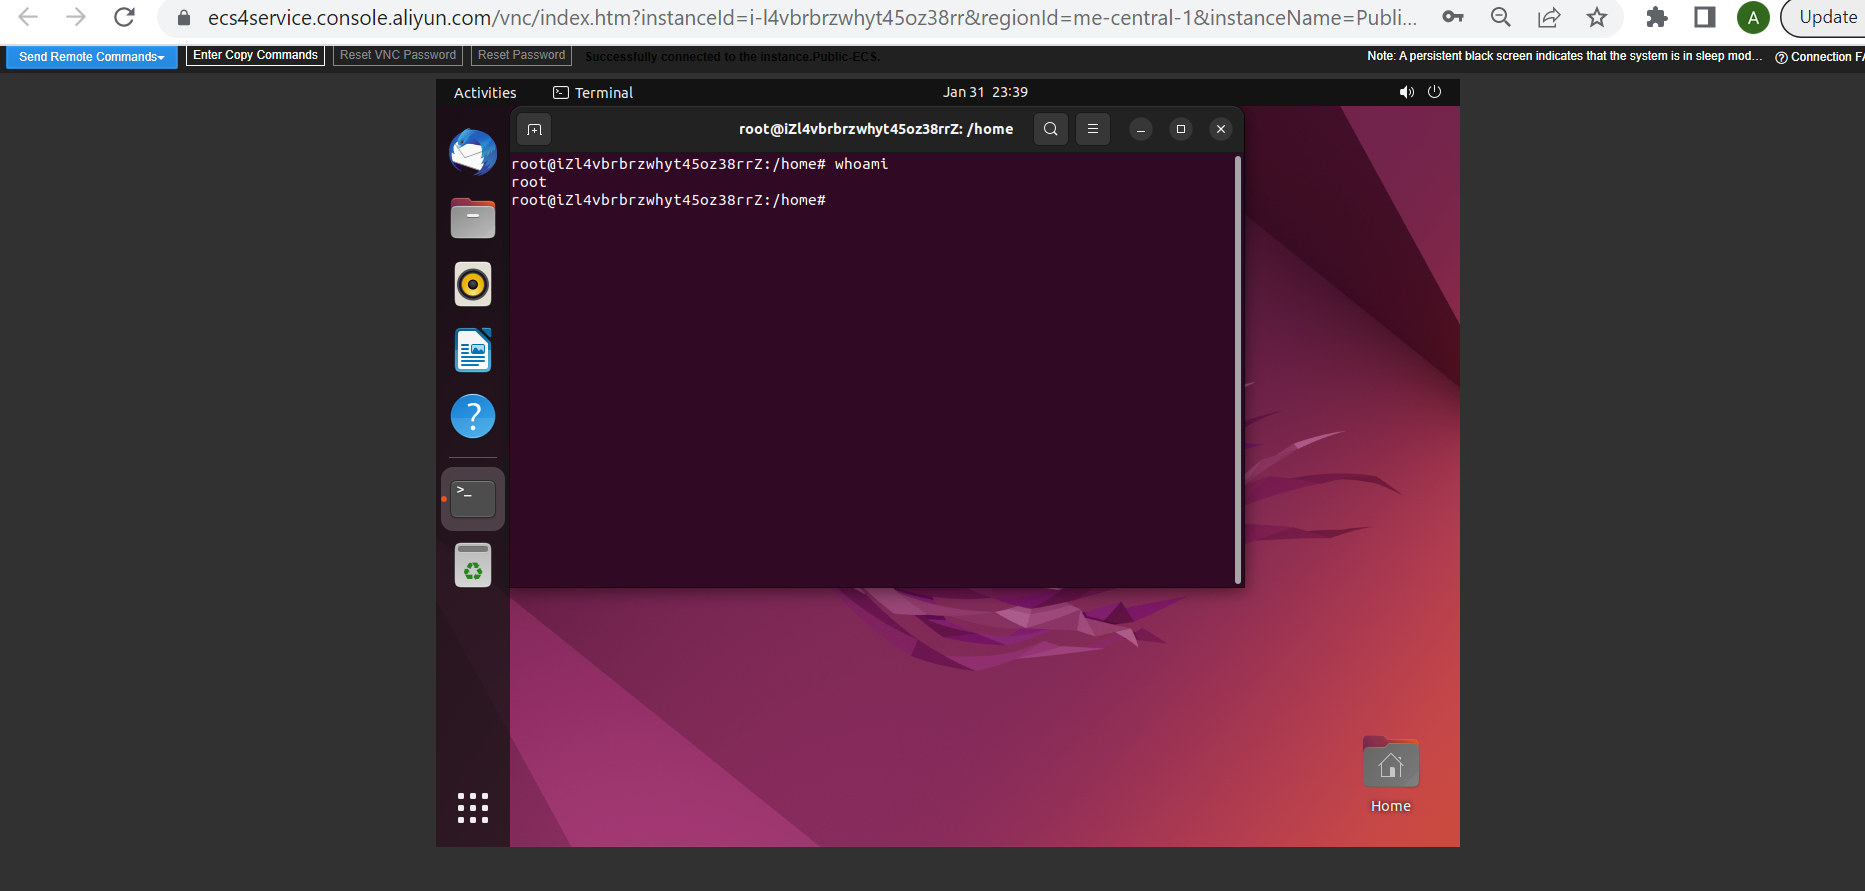 ecs4service.console.aliyun.com/vnc/index.htm?instanceId=i-l4vbrbrzwhyt45oz38rr&regionId=me-central-1&instanceName=Publi...
A
Update
Send Remote Commands
Enter Copy Commands
Reset VNC Password
Reset Password
Successfully connected to the instance.Public-ECS.
Note: A persistent black screen indicates that the system is in sleep mod...
? Connection FA
Activities
>_ Terminal
Jan 31 23:39
root@iZl4vbrbrzwhyt45oz38rrZ: /home
root@iZl4vbrbrzwhyt45oz38rrZ:/home# whoami
root
root@iZl4vbrbrzwhyt45oz38rrZ:/home#
?
>_
Home